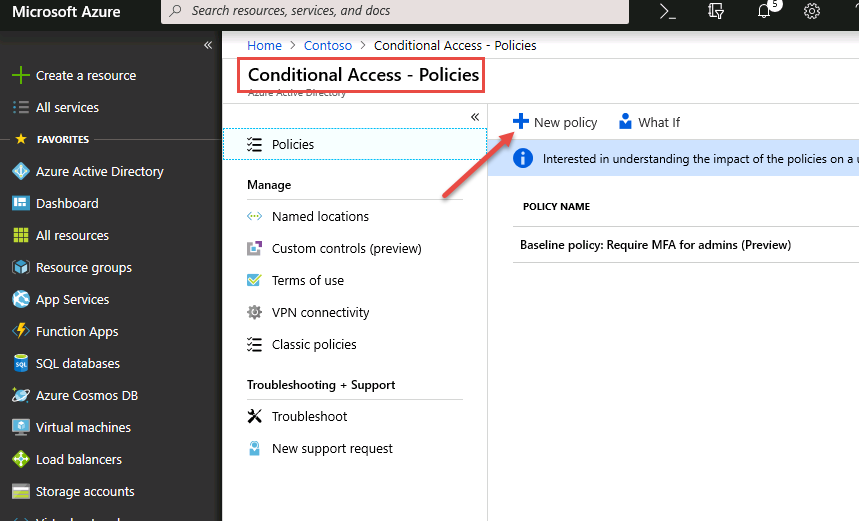 Microsoft Azure
Search resources, services, and docs
5
Create a resource
All services
FAVORITES
Azure Active Directory
Dashboard
All resources
Resource groups
App Services
Function Apps
SQL databases
Azure Cosmos DB
Virtual machines
Load balancers
Storage accounts
Home > Contoso > Conditional Access - Policies
Conditional Access - Policies
Azure Active Directory
Policies
Manage
Named locations
Custom controls (preview)
Terms of use
VPN connectivity
Classic policies
Troubleshooting + Support
Troubleshoot
New support request
New policy What If
Interested in understanding the impact of the policies on a
POLICY NAME
Baseline policy: Require MFA for admins (Preview)